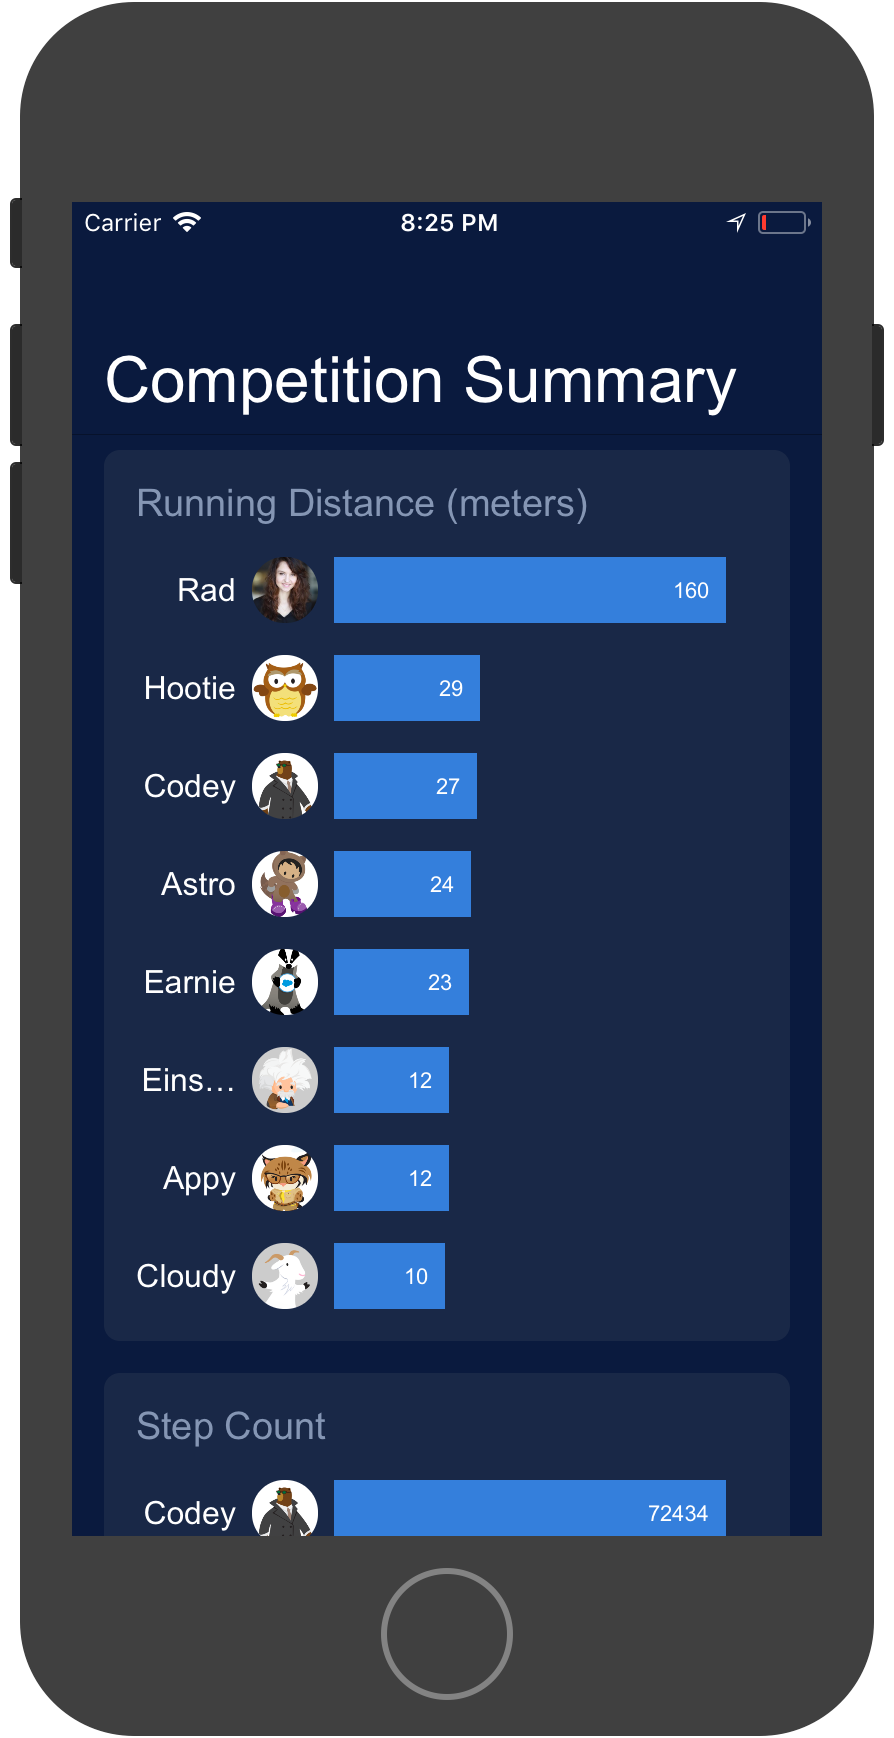 Carrier 8:25 PM
Competition Summary
Running Distance (meters)
Rad 160
Hootie 29
Codey 27
Astro 24
Earnie 23
Eins... 12
Appy 12
Cloudy 10
Step Count
Codey 72434